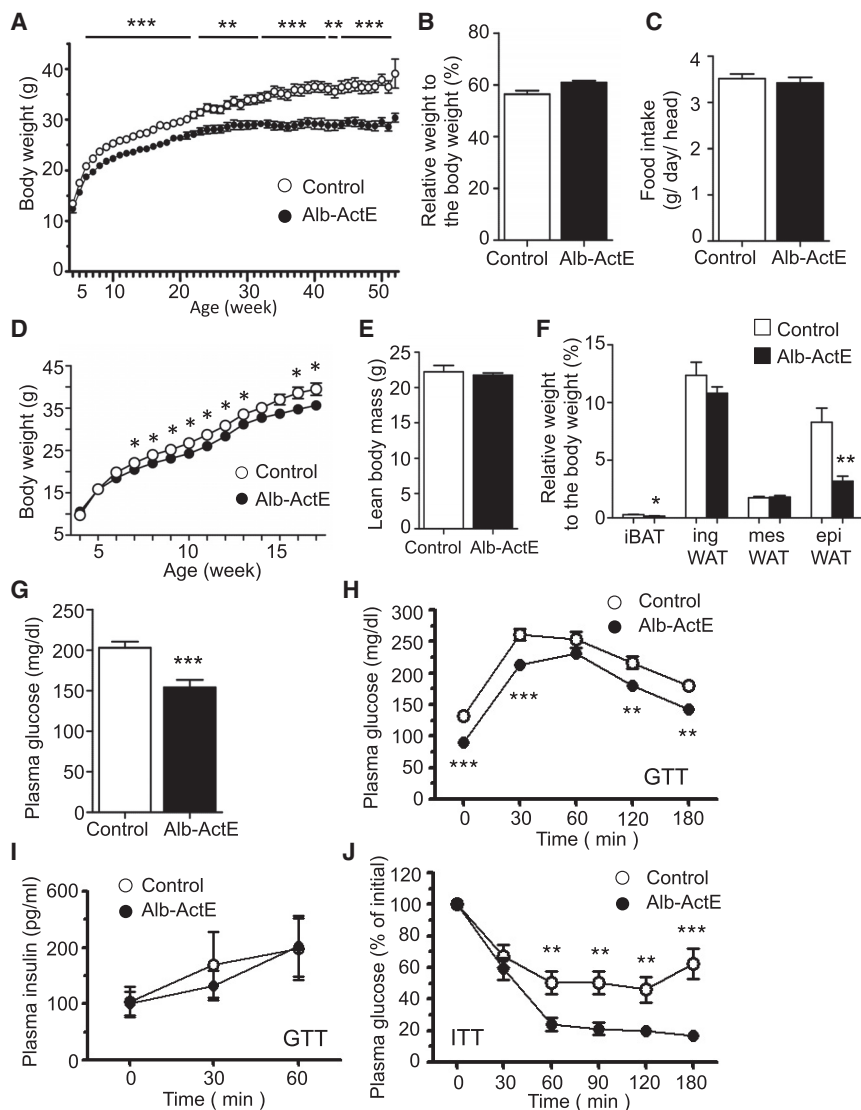 A
*** ** *** ** ***
Body weight (g)
50
40
30
20
10
0
Control
Alb-ActE
5 10 20 30 40 50
Age (week)
B
Relative weight to
the body weight (%)
80
60
40
20
0
Control Alb-ActE
C
Food intake
(g/ day/ head)
4
3
2
1
0
Control Alb-ActE
D
Body weight (g)
45
35
25
15
5
* * * * * * * * *
Control
Alb-ActE
5 10 15
Age (week)
E
Lean body mass (g)
25
20
15
10
5
0
Control Alb-ActE
F
Relative weight
to the body weight (%)
15
10
5
0
Control
Alb-ActE
* **
iBAT ing mes epi
WAT WAT WAT
G
Plasma glucose (mg/dl)
250
200
150
100
50
0
***
Control Alb-ActE
H
Plasma glucose (mg/dl)
300
250
200
150
100
50
0
Control
Alb-ActE
*** *** ** **
GTT
0 30 60 120 180
Time ( min )
I
Plasma insulin (pg/ml)
600
200
100
0
Control
Alb-ActE
GTT
0 30 60
Time ( min )
J
Plasma glucose (% of initial)
120
100
80
60
40
20
0
Control
Alb-ActE
** ** ** ***
ITT
0 30 60 90 120 180
Time ( min )